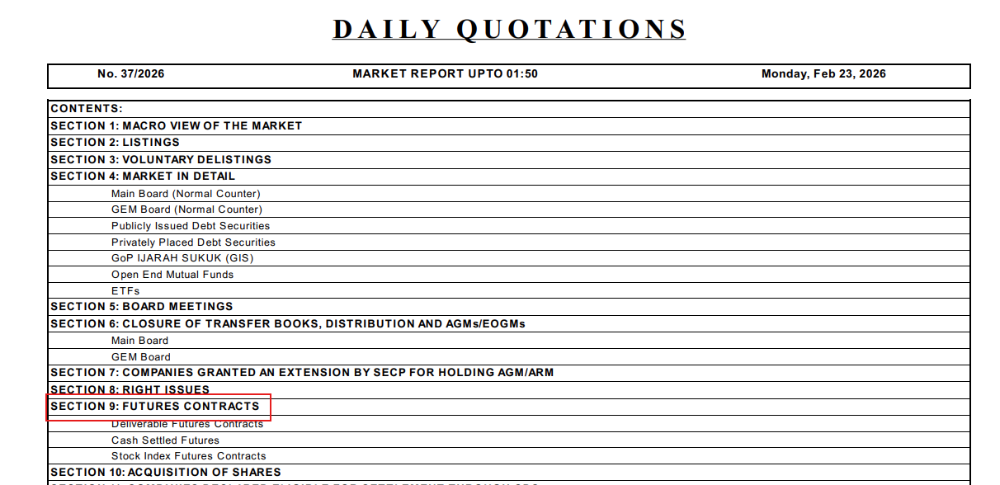 DAILY QUOTATIONS
No. 37/2026 MARKET REPORT UPTO 01:50 Monday, Feb 23, 2026
CONTENTS:
SECTION 1: MACRO VIEW OF THE MARKET
SECTION 2: LISTINGS
SECTION 3: VOLUNTARY DELISTINGS
SECTION 4: MARKET IN DETAIL
Main Board (Normal Counter)
GEM Board (Normal Counter)
Publicly Issued Debt Securities
Privately Placed Debt Securities
GoP IJARAH SUKUK (GIS)
Open End Mutual Funds
ETFs
SECTION 5: BOARD MEETINGS
SECTION 6: CLOSURE OF TRANSFER BOOKS, DISTRIBUTION AND AGMs/EOGMs
Main Board
GEM Board
SECTION 7: COMPANIES GRANTED AN EXTENSION BY SECP FOR HOLDING AGM/ARM
SECTION 8: RIGHT ISSUES
SECTION 9: FUTURES CONTRACTS
Deliverable Futures Contracts
Cash Settled Futures
Stock Index Futures Contracts
SECTION 10: ACQUISITION OF SHARES